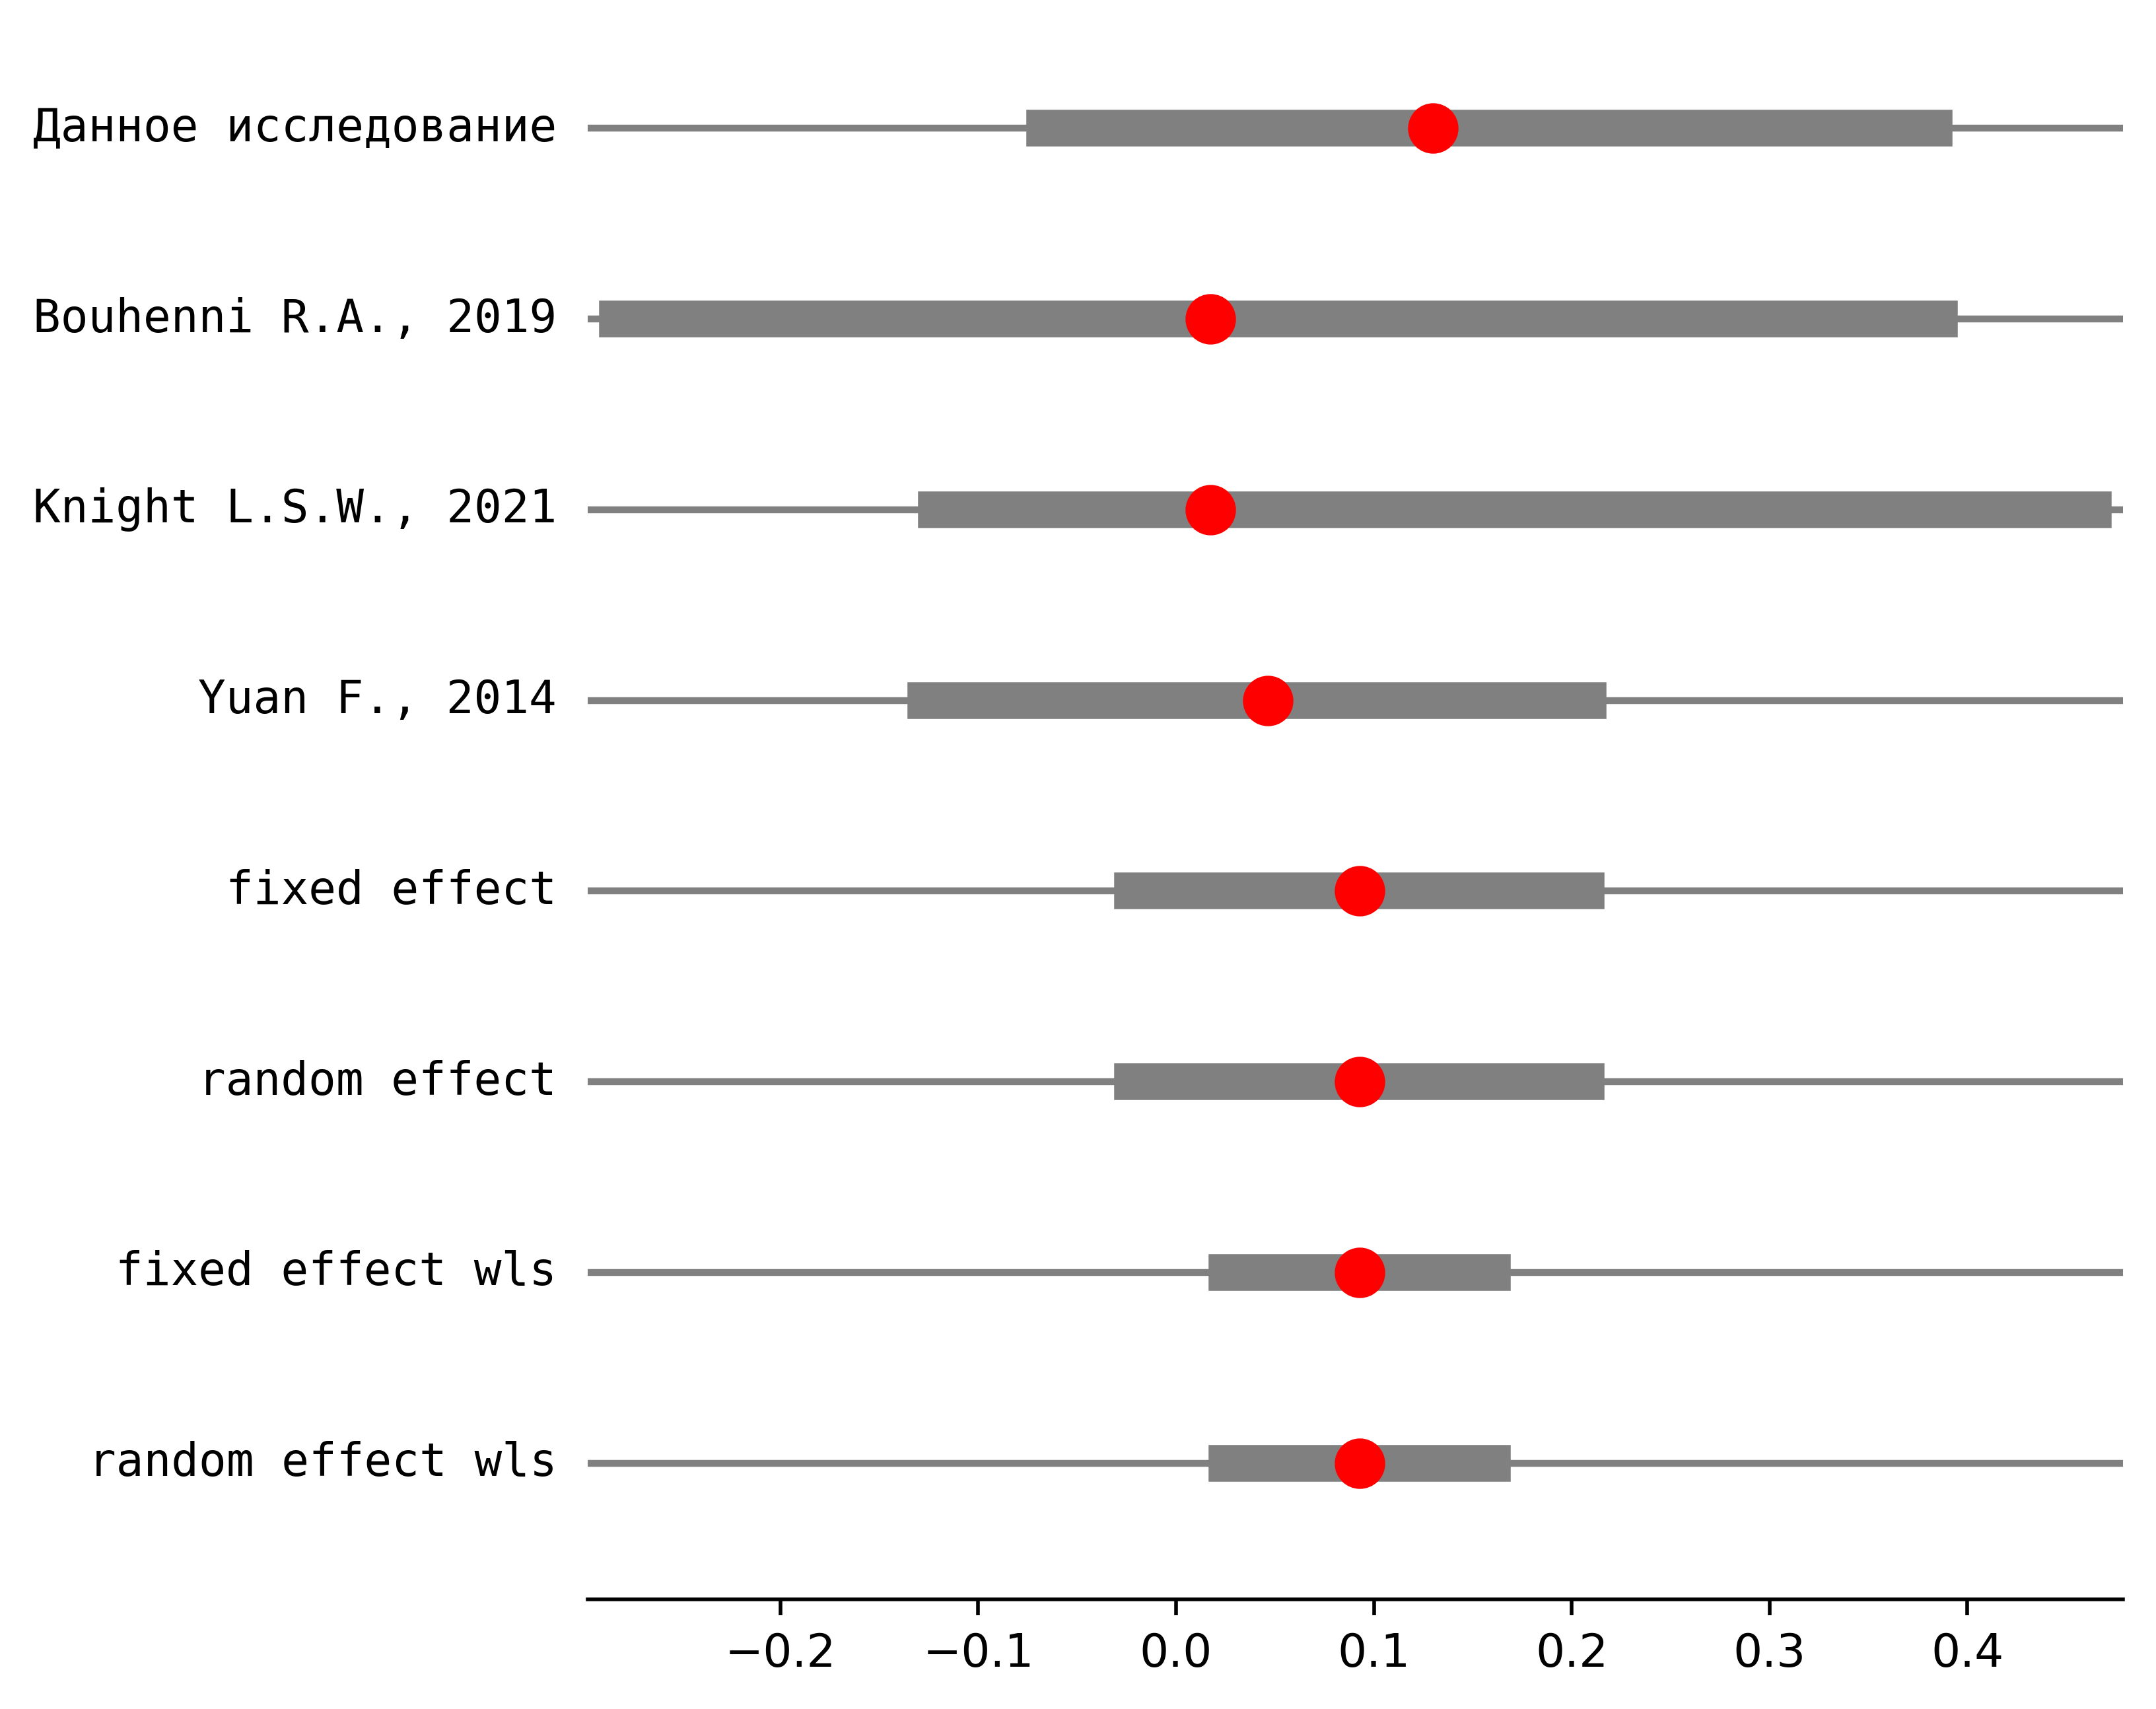 Данное исследование
Bouhenni R.A., 2019
Knight L.S.W., 2021
Yuan F., 2014
fixed effect
random effect
fixed effect wls
random effect wls
−0.2 −0.1 0.0 0.1 0.2 0.3 0.4